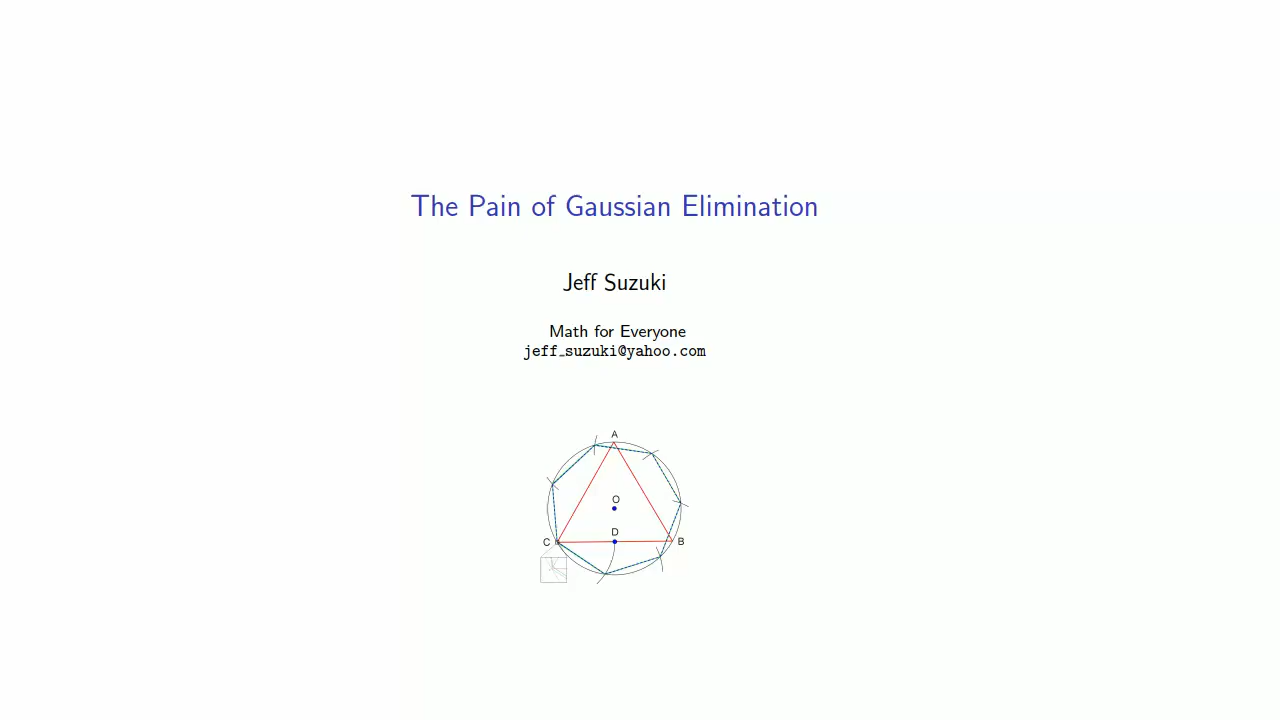 The Pain of Gaussian Elimination
Jeff Suzuki
Math for Everyone
jeff_suzuki@yahoo.com
A
O
D
C
B